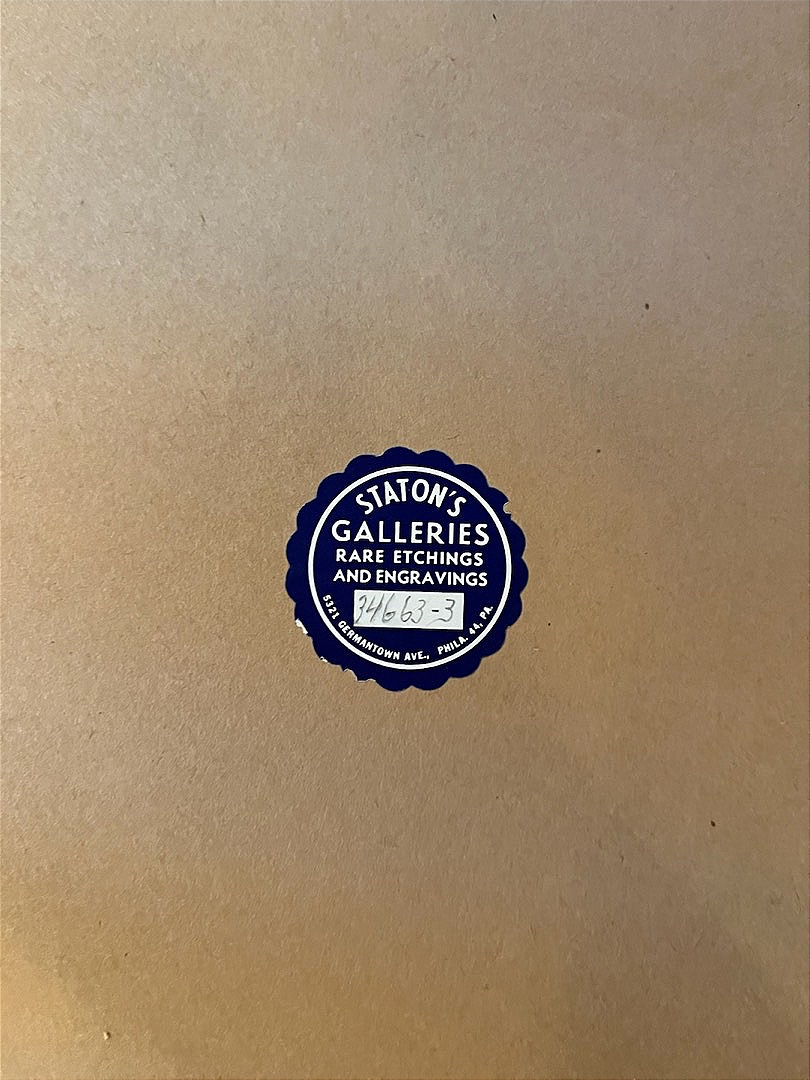 STATON'S
GALLERIES
RARE ETCHINGS
AND ENGRAVINGS
34663-3
5321 GERMANTOWN AVE., PHILA. 44, PA.